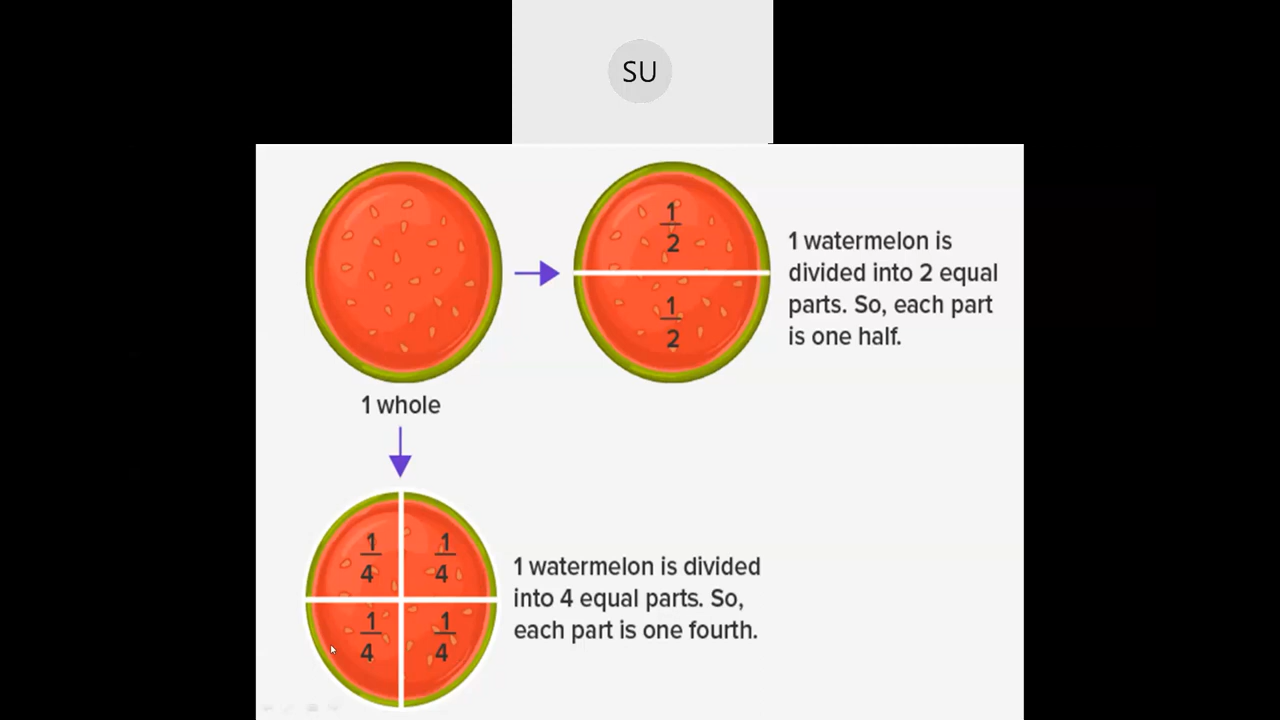 SU
1
2
1
2
1 watermelon is
divided into 2 equal
parts. So, each part
is one half.
1 whole
1
4
1
4
1
4
1
4
1 watermelon is divided
into 4 equal parts. So,
each part is one fourth.